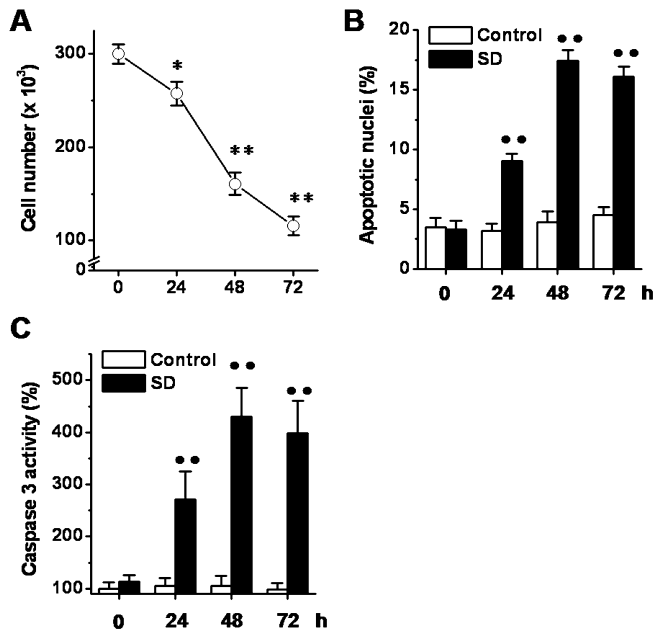 A
Cell number (x 10³)
300
200
100
0
*
**
**
0 24 48 72
B
Apoptotic nuclei (%)
Control
SD
20
15
10
5
0
●●
●●
●●
0 24 48 72 h
C
Caspase 3 activity (%)
Control
SD
500
400
300
200
100
●●
●●
●●
0 24 48 72 h